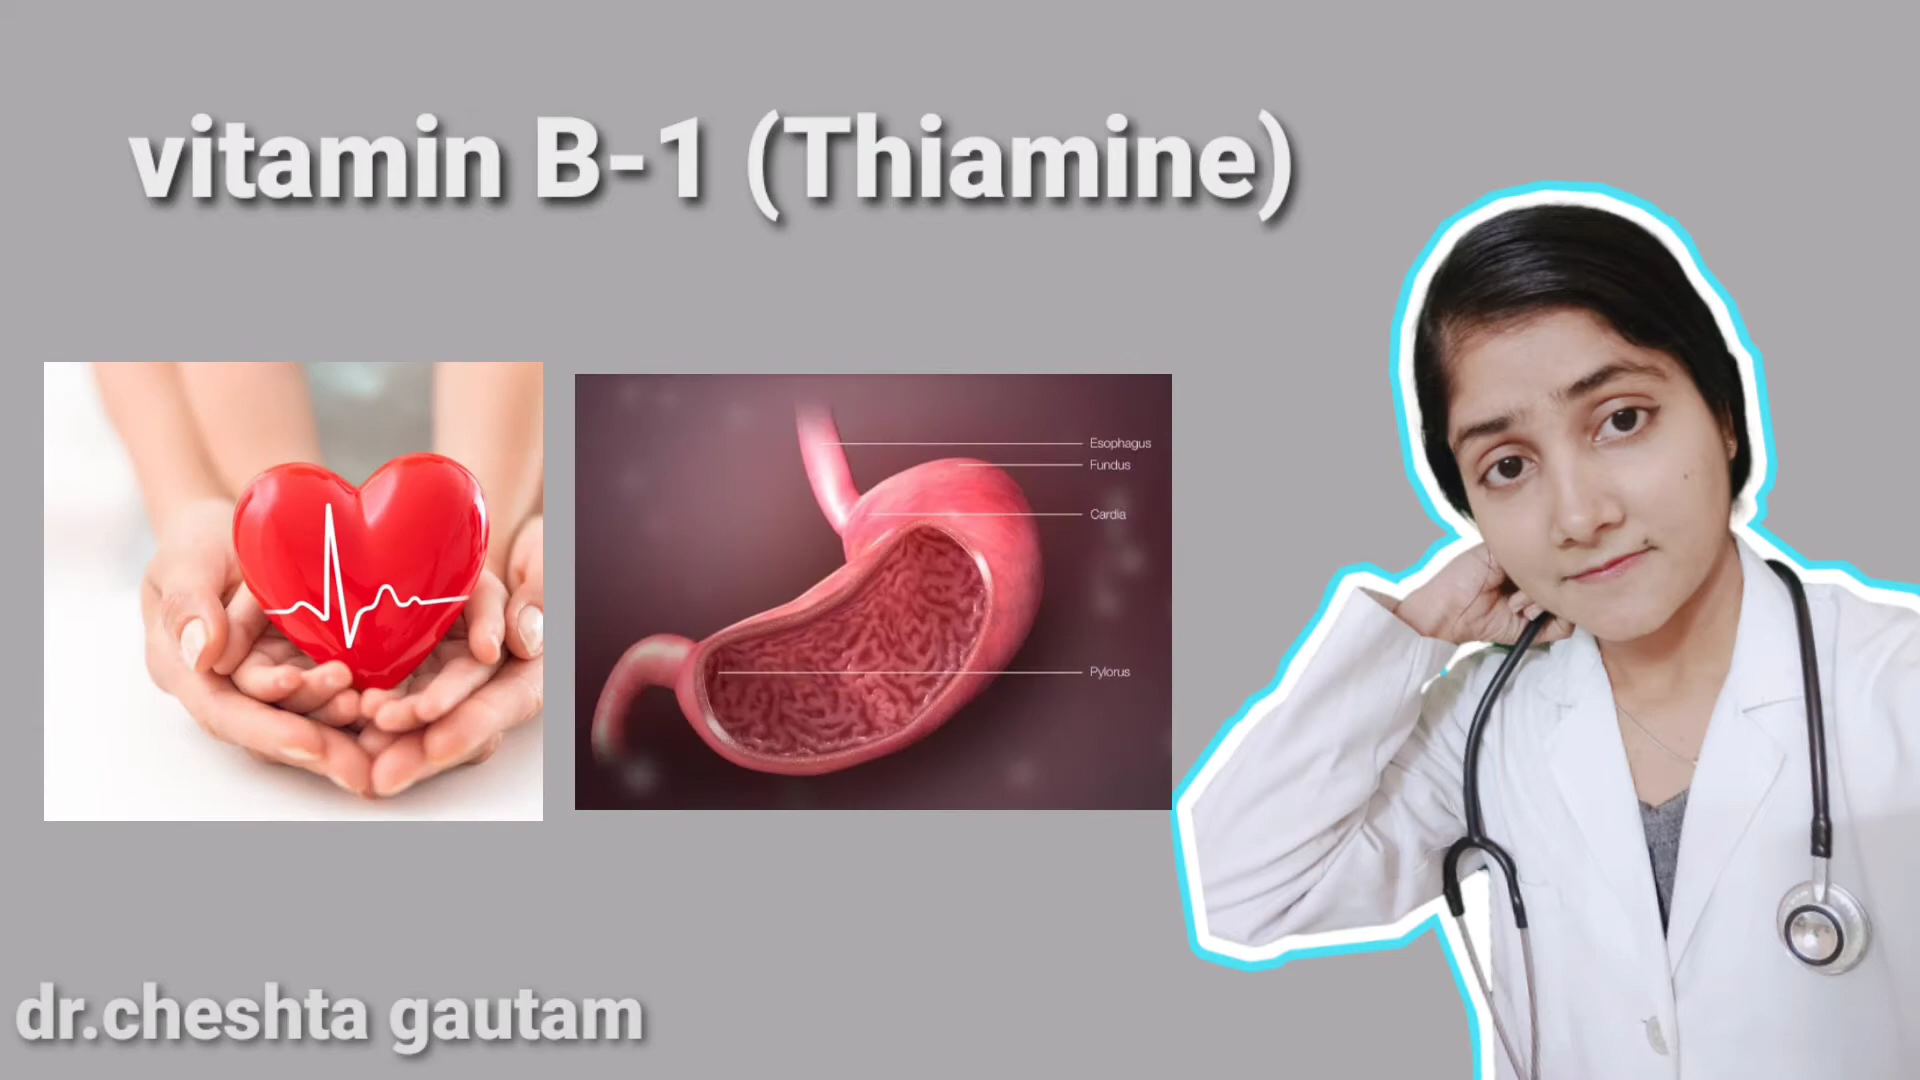 vitamin B-1 (Thiamine)
Esophagus
Fundus
Cardia
Pylorus
dr.cheshta gautam